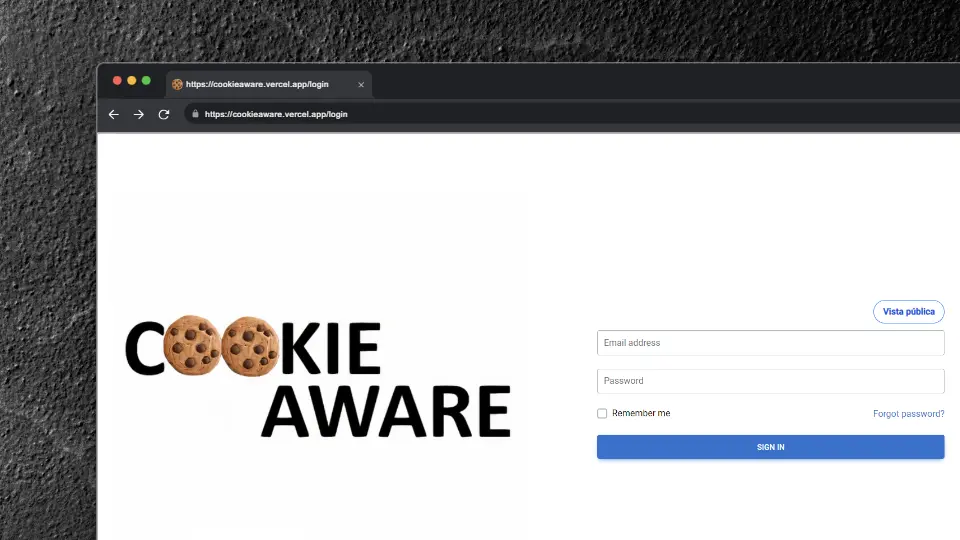 https://cookieaware.vercel.app/login
https://cookieaware.vercel.app/login
COOKIE
AWARE
Vista pública
Email address
Password
Remember me
Forgot password?
SIGN IN